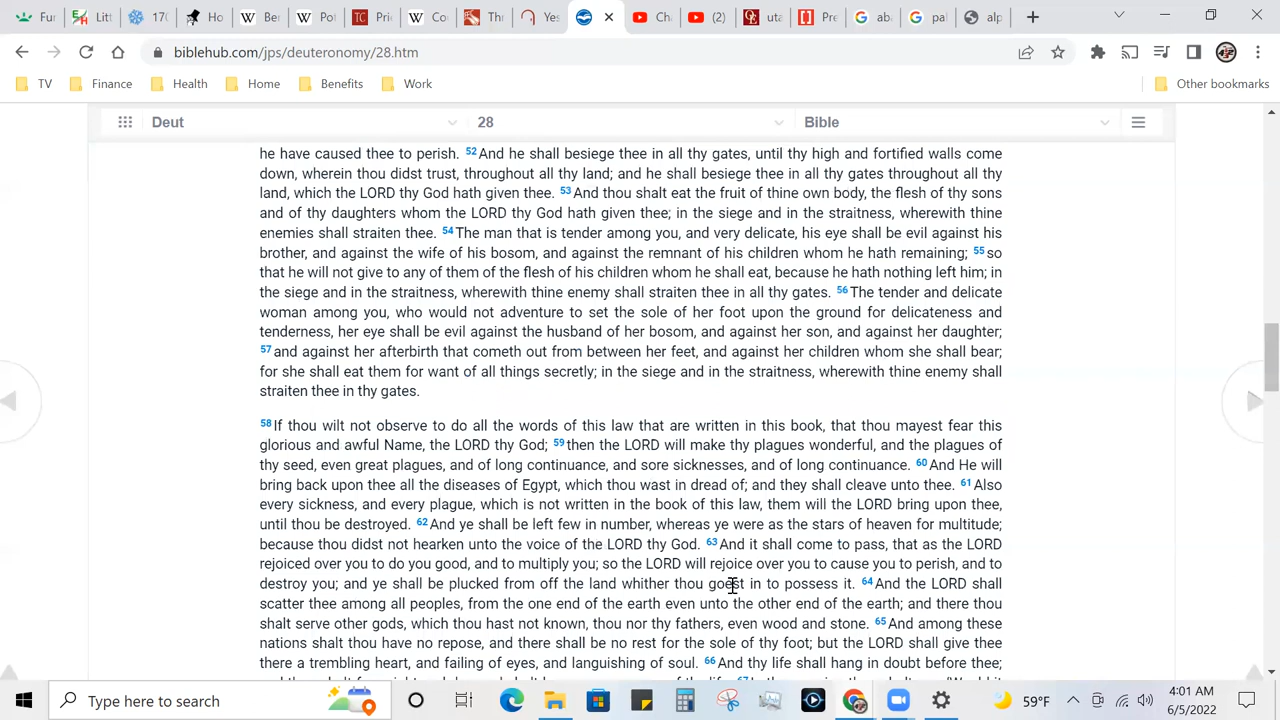 Litt
170
Ho
Be
Po
Pri
Co
The
Yes
Ch
(2)
uta
Pre
ab
pal
alp
biblehub.com/jps/deuteronomy/28.htm
TV Finance Health Home Benefits Work Other bookmarks
Deut 28 Bible
he have caused thee to perish. 52 And he shall besiege thee in all thy gates, until thy high and fortified walls come
down, wherein thou didst trust, throughout all thy land; and he shall besiege thee in all thy gates throughout all thy
land, which the LORD thy God hath given thee. 53 And thou shalt eat the fruit of thine own body, the flesh of thy sons
and of thy daughters whom the LORD thy God hath given thee; in the siege and in the straitness, wherewith thine
enemies shall straiten thee. 54 The man that is tender among you, and very delicate, his eye shall be evil against his
brother, and against the wife of his bosom, and against the remnant of his children whom he hath remaining; 55 so
that he will not give to any of them of the flesh of his children whom he shall eat, because he hath nothing left him; in
the siege and in the straitness, wherewith thine enemy shall straiten thee in all thy gates. 56 The tender and delicate
woman among you, who would not adventure to set the sole of her foot upon the ground for delicateness and
tenderness, her eye shall be evil against the husband of her bosom, and against her son, and against her daughter;
57 and against her afterbirth that cometh out from between her feet, and against her children whom she shall bear;
for she shall eat them for want of all things secretly; in the siege and in the straitness, wherewith thine enemy shall
straiten thee in thy gates.
58 If thou wilt not observe to do all the words of this law that are written in this book, that thou mayest fear this
glorious and awful Name, the LORD thy God; 59 then the LORD will make thy plagues wonderful, and the plagues of
thy seed, even great plagues, and of long continuance, and sore sicknesses, and of long continuance. 60 And He will
bring back upon thee all the diseases of Egypt, which thou wast in dread of; and they shall cleave unto thee. 61 Also
every sickness, and every plague, which is not written in the book of this law, them will the LORD bring upon thee,
until thou be destroyed. 62 And ye shall be left few in number, whereas ye were as the stars of heaven for multitude;
because thou didst not hearken unto the voice of the LORD thy God. 63 And it shall come to pass, that as the LORD
rejoiced over you to do you good, and to multiply you; so the LORD will rejoice over you to cause you to perish, and to
destroy you; and ye shall be plucked from off the land whither thou goest in to possess it. 64 And the LORD shall
scatter thee among all peoples, from the one end of the earth even unto the other end of the earth; and there thou
shalt serve other gods, which thou hast not known, thou nor thy fathers, even wood and stone. 65 And among these
nations shalt thou have no repose, and there shall be no rest for the sole of thy foot; but the LORD shall give thee
there a trembling heart, and failing of eyes, and languishing of soul. 66 And thy life shall hang in doubt before thee;
Type here to search
59°F
4:01 AM
6/5/2022